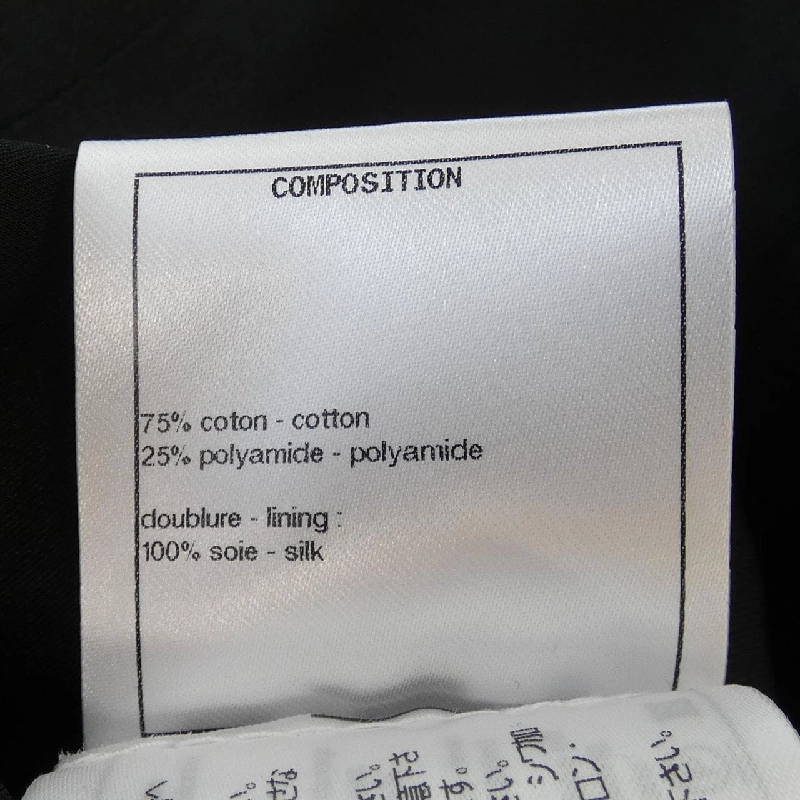 COMPOSITION
75% coton - cotton
25% polyamide - polyamide
doublure - lining :
100% soie - silk